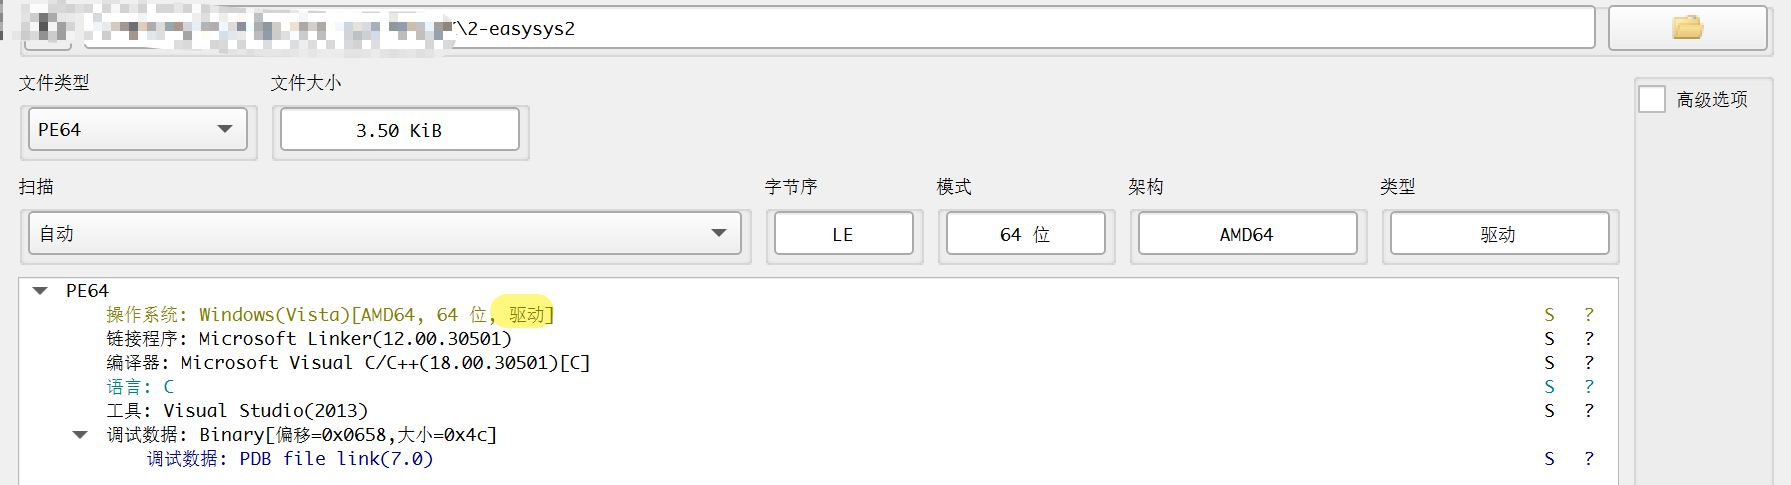 \2-easysys2
文件类型 文件大小
PE64 3.50 KiB 高级选项
扫描 字节序 模式 架构 类型
自动 LE 64 位 AMD64 驱动
PE64
操作系统: Windows(Vista)[AMD64, 64 位, 驱动] S ?
链接程序: Microsoft Linker(12.00.30501) S ?
编译器: Microsoft Visual C/C++(18.00.30501)[C] S ?
语言: C S ?
工具: Visual Studio(2013) S ?
调试数据: Binary[偏移=0x0658,大小=0x4c]
调试数据: PDB file link(7.0) S ?